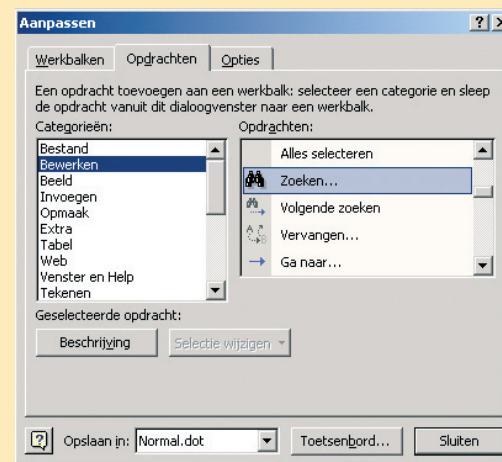 Aanpassen
Werkbalken Opdrachten Opties
Een opdracht toevoegen aan een werkbalk: selecteer een categorie en sleep
de opdracht vanuit dit dialoogvenster naar een werkbalk.
Categorieën:
Bestand
Bewerken
Beeld
Invoegen
Opmaak
Extra
Tabel
Web
Venster en Help
Tekenen
Opdrachten:
Alles selecteren
Zoeken...
Volgende zoeken
Vervangen...
Ga naar...
Geselecteerde opdracht:
Beschrijving Selectie wijzigen
Opslaan in: Normal.dot Toetsenbord... Sluiten